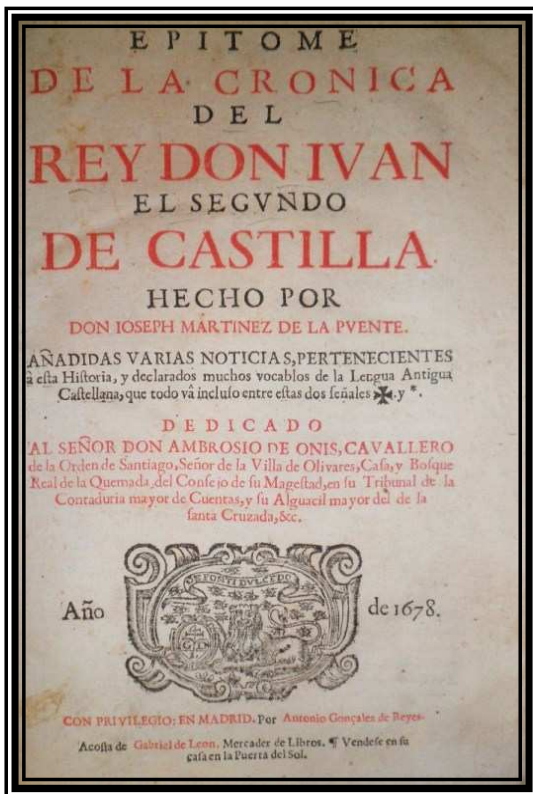 EPITOME
DE LA CRONICA
DEL
REY DON IVAN
EL SEGVNDO
DE CASTILLA
HECHO POR
DON IOSEPH MARTINEZ DE LA PVENTE.
AÑADIDAS VARIAS NOTICIAS, PERTENECIENTES
à esta Historia, y declarados muchos vocablos de la Lengua Antigua
Castellana, que todo và incluso entre estas dos señales ✠. y *.
DEDICADO
AL SEÑOR DON AMBROSIO DE ONIS, CAVALLERO
de la Orden de Santiago, Señor de la Villa de Olivares, Casa, y Bosque
Real de la Quemada, del Consejo de su Magestad, en su Tribunal de la
Contaduria mayor de Cuentas, y su Alguacil mayor del de la
santa Cruzada, &c.
DE FORTI DVLCEDO
Año de 1678.
CON PRIVILEGIO; EN MADRID. Por Antonio Gonçales de Reyes.
Acosta de Gabriel de Leon. Mercader de Libros. ¶ Vendese en su
casa en la Puerta del Sol.